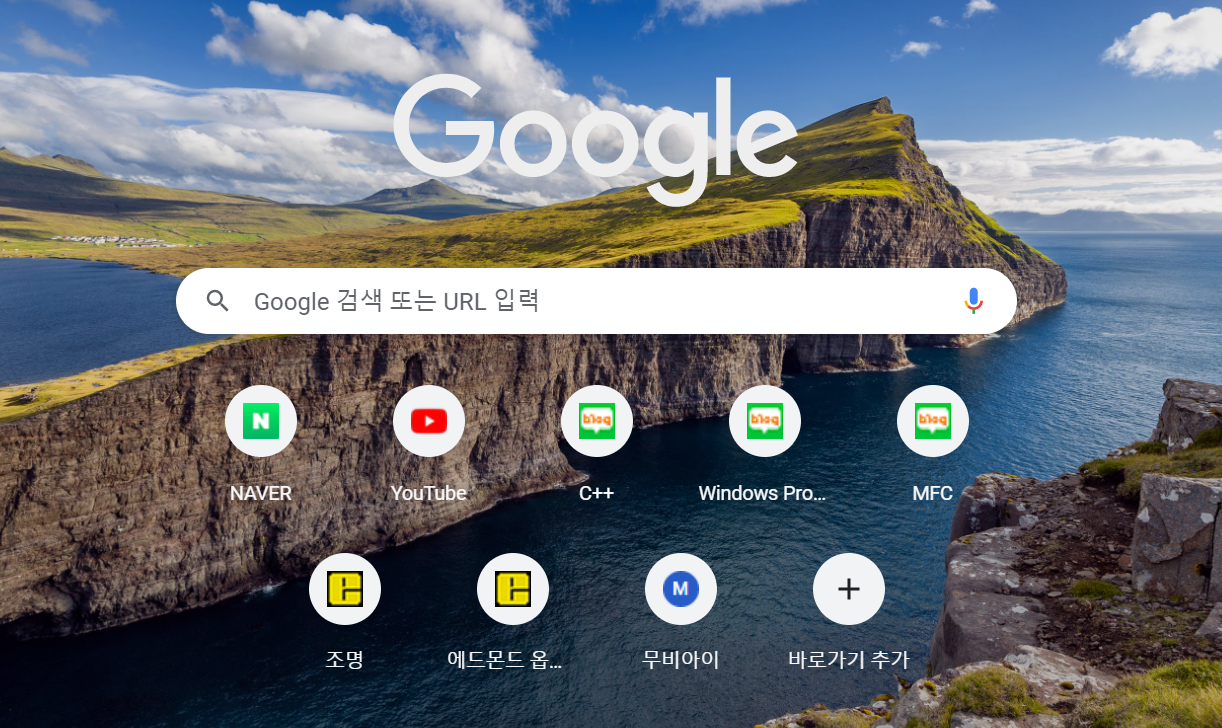 Google
Google 검색 또는 URL 입력
N
blog
blog
blog
NAVER
YouTube
C++
Windows Pro...
MFC
M
조명
에드몬드 옵...
무비아이
바로가기 추가